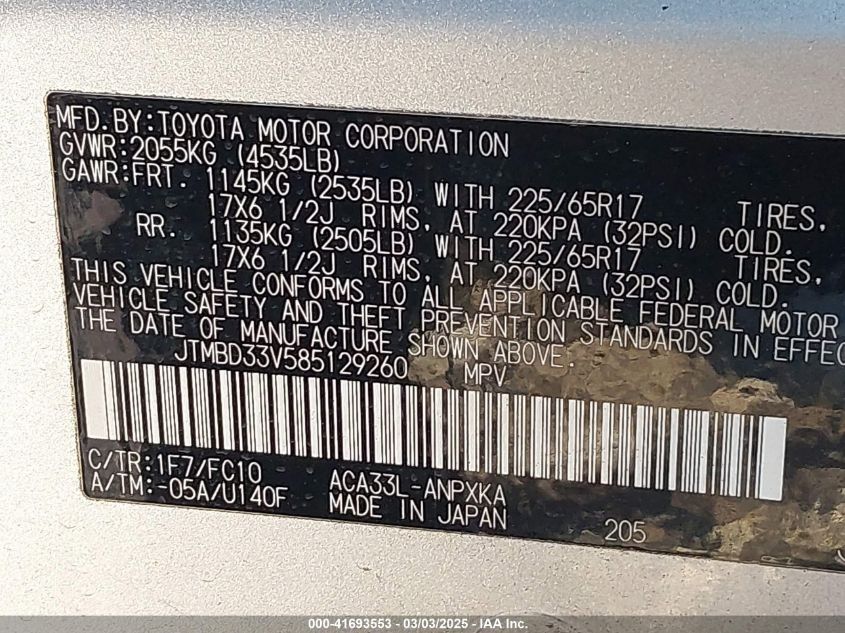 MFD.BY:TOYOTA MOTOR CORPORATION
GVWR:2055KG (4535LB)
GAWR:FRT. 1145KG (2535LB) WITH 225/65R17 TIRES,
17X6 1/2J RIMS, AT 220KPA (32PSI) COLD.
RR. 1135KG (2505LB) WITH 225/65R17 TIRES,
17X6 1/2J RIMS, AT 220KPA (32PSI) COLD.
THIS VEHICLE CONFORMS TO ALL APPLICABLE FEDERAL MOTOR
VEHICLE SAFETY AND THEFT PREVENTION STANDARDS IN EFFEC
THE DATE OF MANUFACTURE SHOWN ABOVE.
JTMBD33V585129260 MPV
C/TR:1F7/FC10 ACA33L-ANPXKA
A/TM:-05A/U140F MADE IN JAPAN 205
000-41693553 / 03/03/2025 - IAA, Inc.